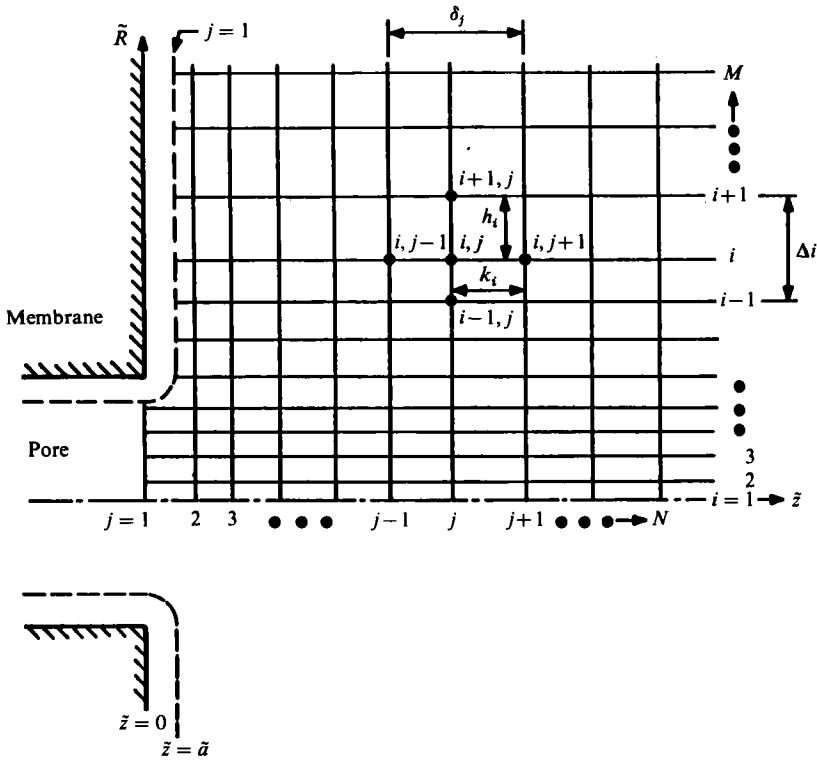 δⱼ
R̃
j = 1
M
i+1, j
i+1
hᵢ
i, j−1
i, j
i, j+1
i
Δi
kᵢ
i−1
i−1, j
Membrane
Pore
3
2
i = 1
z̃
j = 1
2
3
j−1
j
j+1
N
z̃ = 0
z̃ = ã